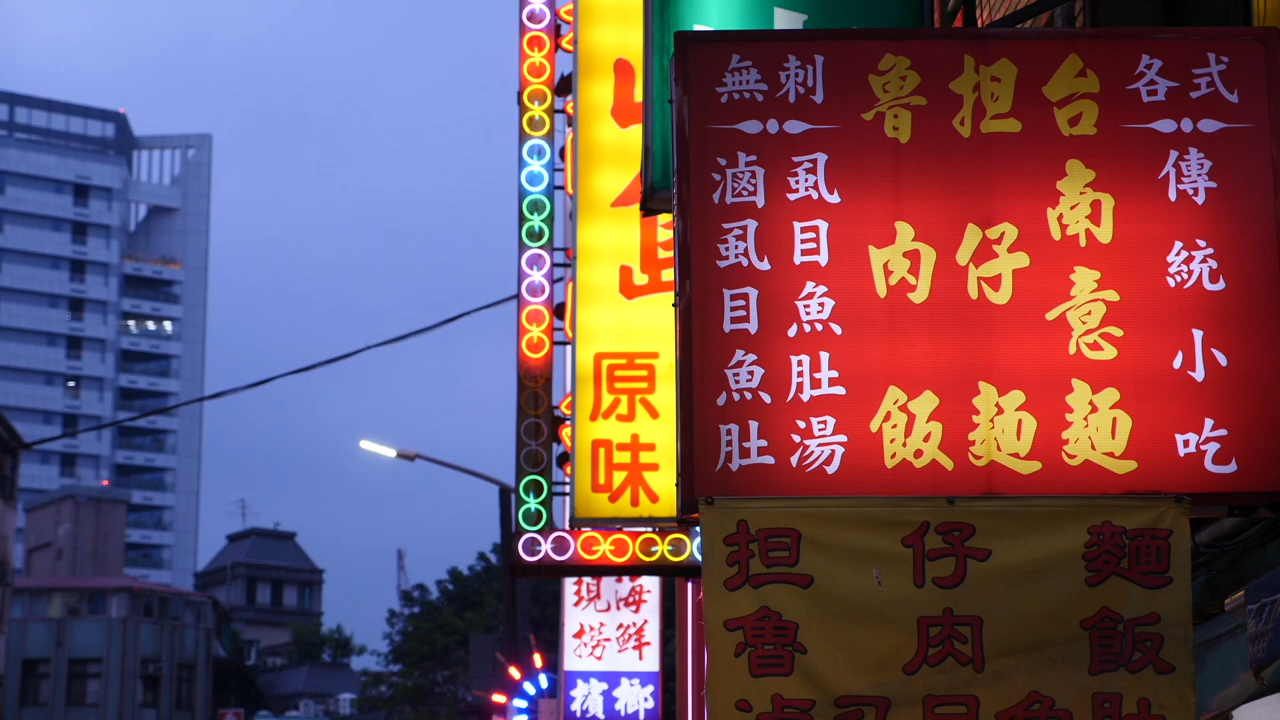 各式
傳統小吃
台南意麵
担仔麵
魯肉飯
無刺
虱目魚肚湯
滷虱目魚肚
担仔麵
魯肉飯
原味
海鮮
現撈
檳榔